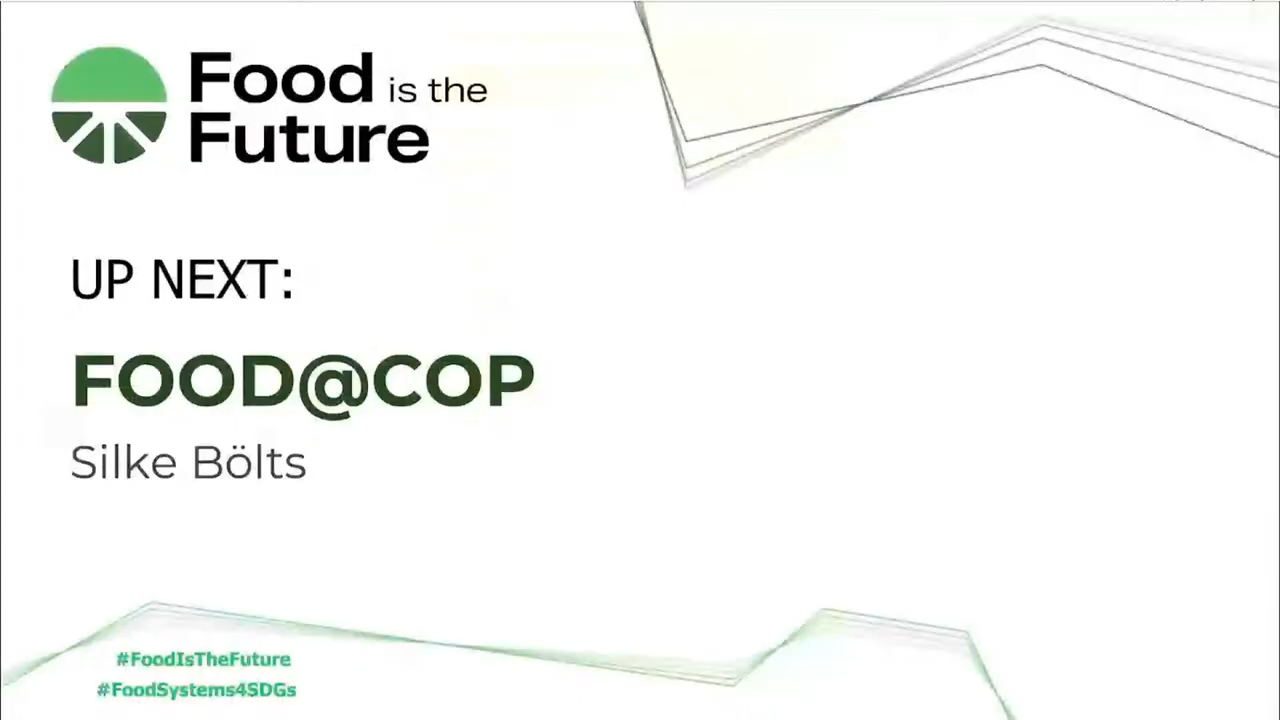 Food is the
Future
UP NEXT:
FOOD@COP
Silke Bölts
#FoodIsTheFuture
#FoodSystems4SDGs